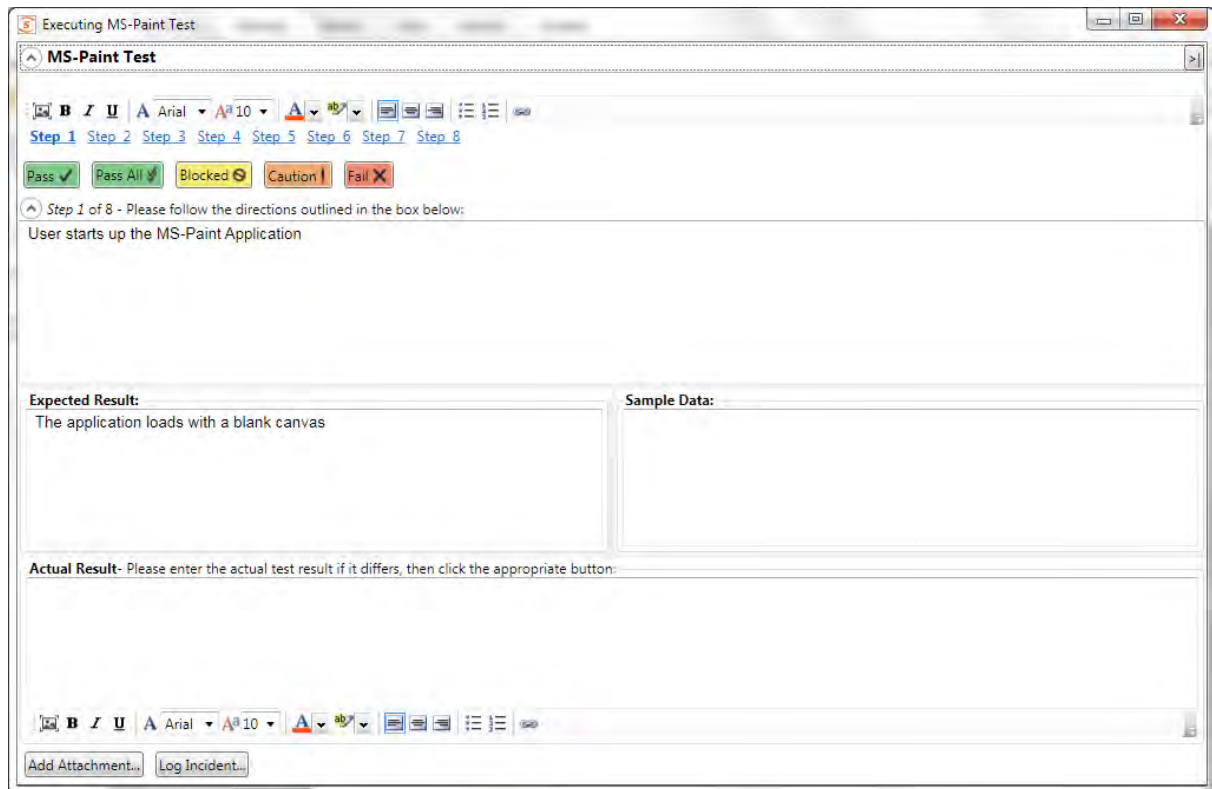 Executing MS-Paint Test
MS-Paint Test
B I U A Arial Aa 10 A ab
Step 1 Step 2 Step 3 Step 4 Step 5 Step 6 Step 7 Step 8
Pass Pass All Blocked Caution Fail
Step 1 of 8 - Please follow the directions outlined in the box below:
User starts up the MS-Paint Application
Expected Result: Sample Data:
The application loads with a blank canvas
Actual Result- Please enter the actual test result if it differs, then click the appropriate button:
B I U A Arial Aa 10 A ab
Add Attachment... Log Incident...